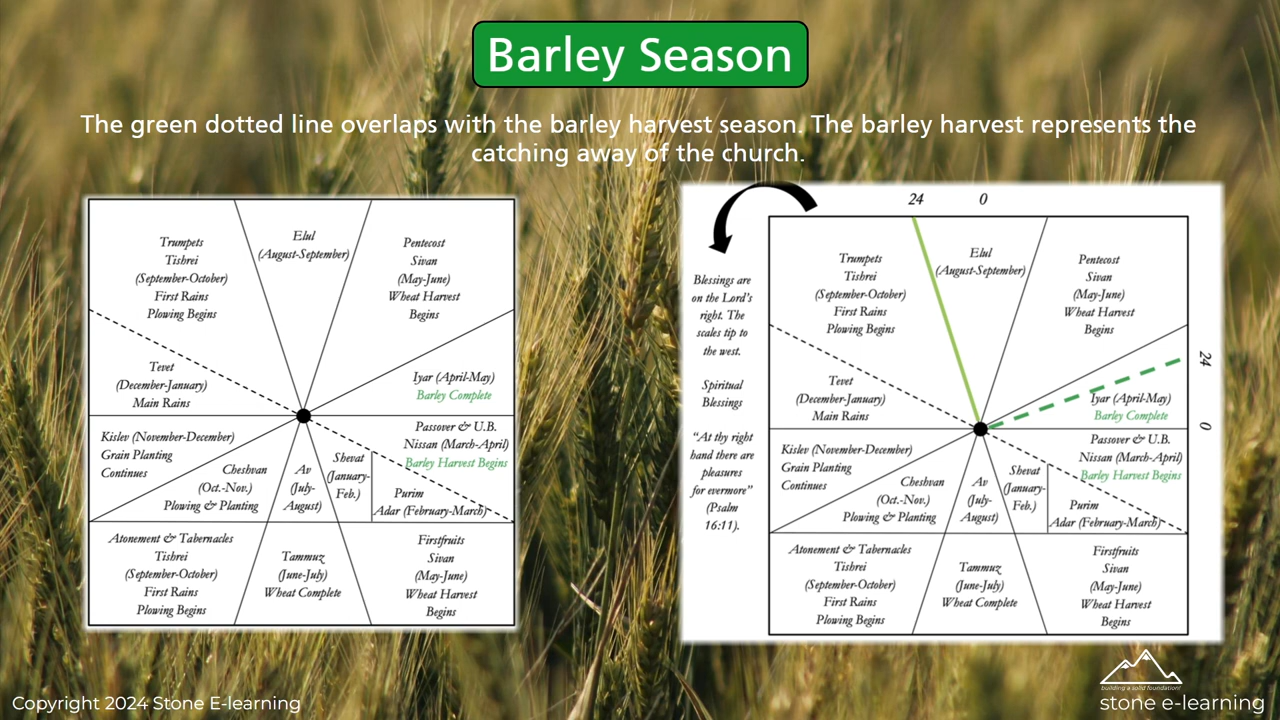 Barley Season
The green dotted line overlaps with the barley harvest season. The barley harvest represents the
catching away of the church.
Trumpets
Tishrei
(September-October)
First Rains
Plowing Begins
Elul
(August-September)
Pentecost
Sivan
(May-June)
Wheat Harvest
Begins
Tevet
(December-January)
Main Rains
Iyar (April-May)
Barley Complete
Kislev (November-December)
Grain Planting
Continues
Cheshvan
(Oct.-Nov.)
Plowing & Planting
Av
(July-
August)
Shevat
(January-
Feb.)
Passover & U.B.
Nissan (March-April)
Barley Harvest Begins
Purim
Adar (February-March)
Atonement & Tabernacles
Tishrei
(September-October)
First Rains
Plowing Begins
Tammuz
(June-July)
Wheat Complete
Firstfruits
Sivan
(May-June)
Wheat Harvest
Begins
24 0
Blessings are
on the Lord's
right. The
scales tip to
the west.
Spiritual
Blessings
"At thy right
hand there are
pleasures
for evermore"
(Psalm
16:11).
Trumpets
Tishrei
(September-October)
First Rains
Plowing Begins
Elul
(August-September)
Pentecost
Sivan
(May-June)
Wheat Harvest
Begins
24
0
Tevet
(December-January)
Main Rains
Iyar (April-May)
Barley Complete
Kislev (November-December)
Grain Planting
Continues
Cheshvan
(Oct.-Nov.)
Plowing & Planting
Av
(July-
August)
Shevat
(January-
Feb.)
Passover & U.B.
Nissan (March-April)
Barley Harvest Begins
Purim
Adar (February-March)
Atonement & Tabernacles
Tishrei
(September-October)
First Rains
Plowing Begins
Tammuz
(June-July)
Wheat Complete
Firstfruits
Sivan
(May-June)
Wheat Harvest
Begins
Copyright 2024 Stone E-learning
building a solid foundation!
stone e-learning